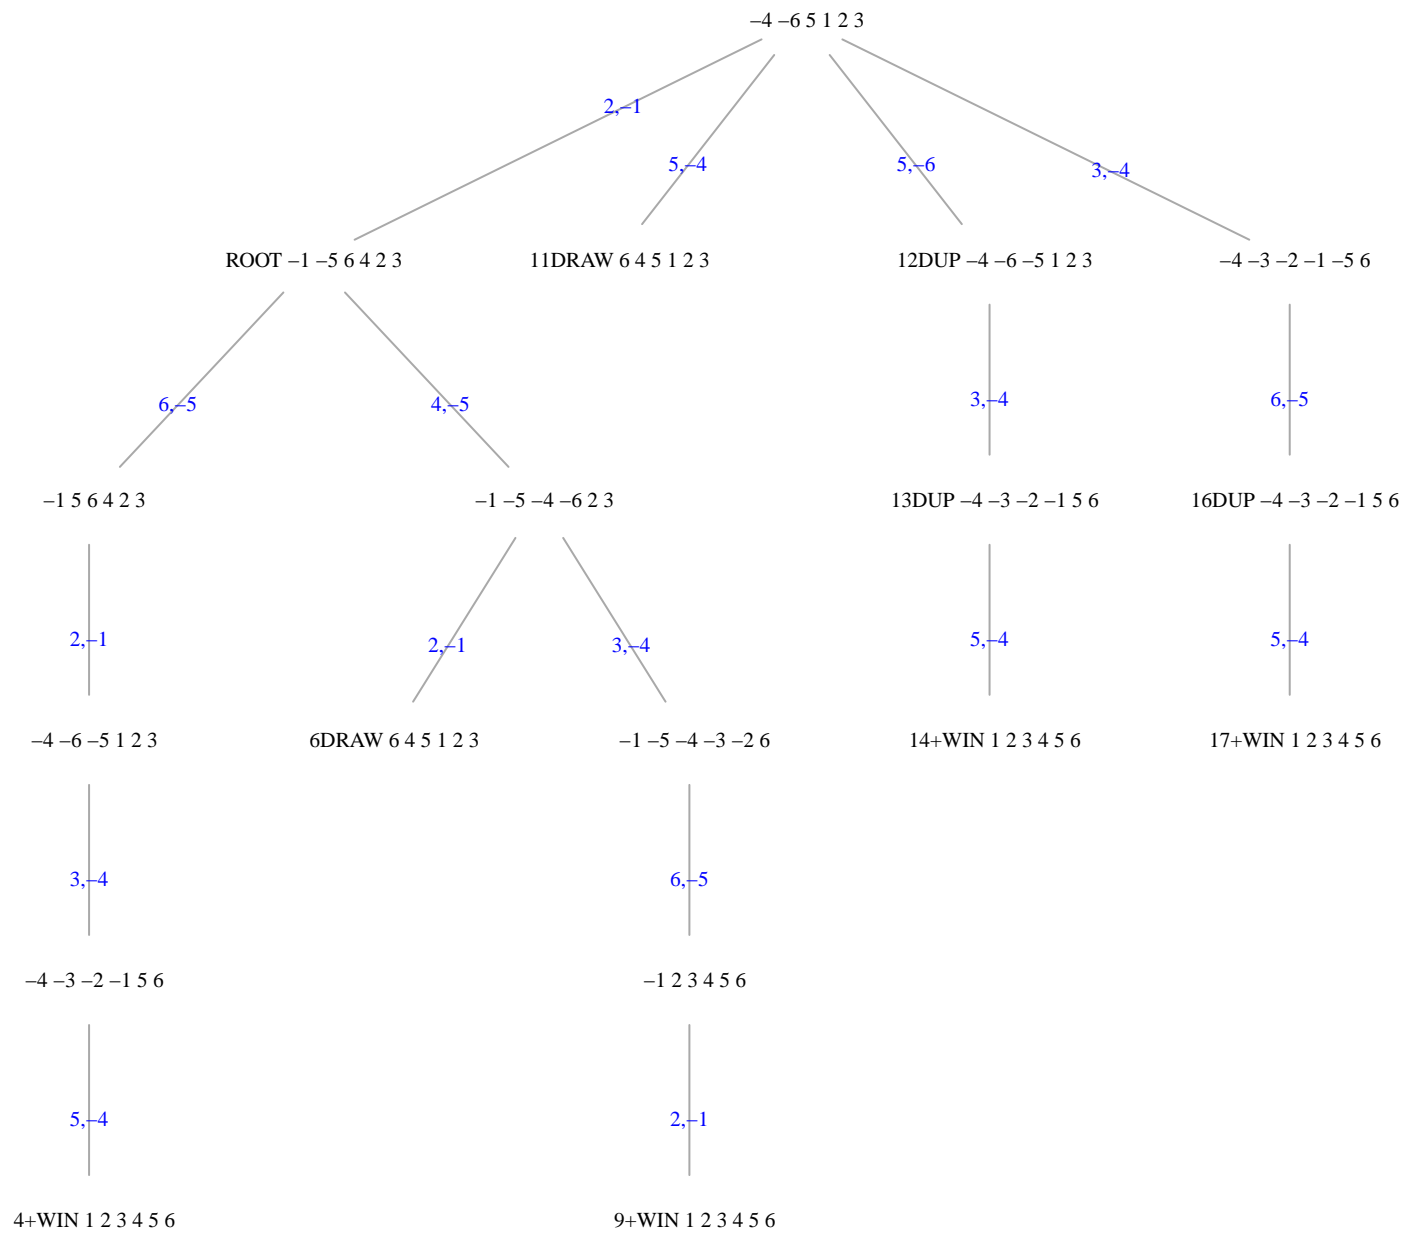 –4 –6 5 1 2 3
2,–1
5,–4
5,–6
3,–4
ROOT –1 –5 6 4 2 3
11DRAW 6 4 5 1 2 3
12DUP –4 –6 –5 1 2 3
–4 –3 –2 –1 –5 6
6,–5
4,–5
3,–4
6,–5
–1 5 6 4 2 3
–1 –5 –4 –6 2 3
13DUP –4 –3 –2 –1 5 6
16DUP –4 –3 –2 –1 5 6
2,–1
2,–1
3,–4
5,–4
5,–4
–4 –6 –5 1 2 3
6DRAW 6 4 5 1 2 3
–1 –5 –4 –3 –2 6
14+WIN 1 2 3 4 5 6
17+WIN 1 2 3 4 5 6
3,–4
6,–5
–4 –3 –2 –1 5 6
–1 2 3 4 5 6
5,–4
2,–1
4+WIN 1 2 3 4 5 6
9+WIN 1 2 3 4 5 6